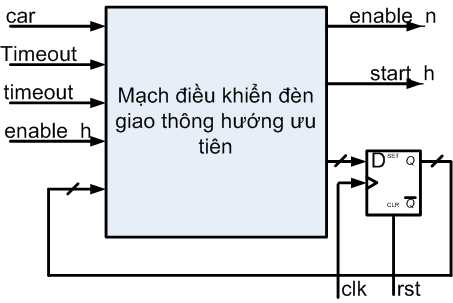 car
Timeout
timeout
enable_h
Mạch điều khiển đèn
giao thông hướng ưu
tiên
enable_n
start_h
D
SET
Q
CLR
Q
clk
rst